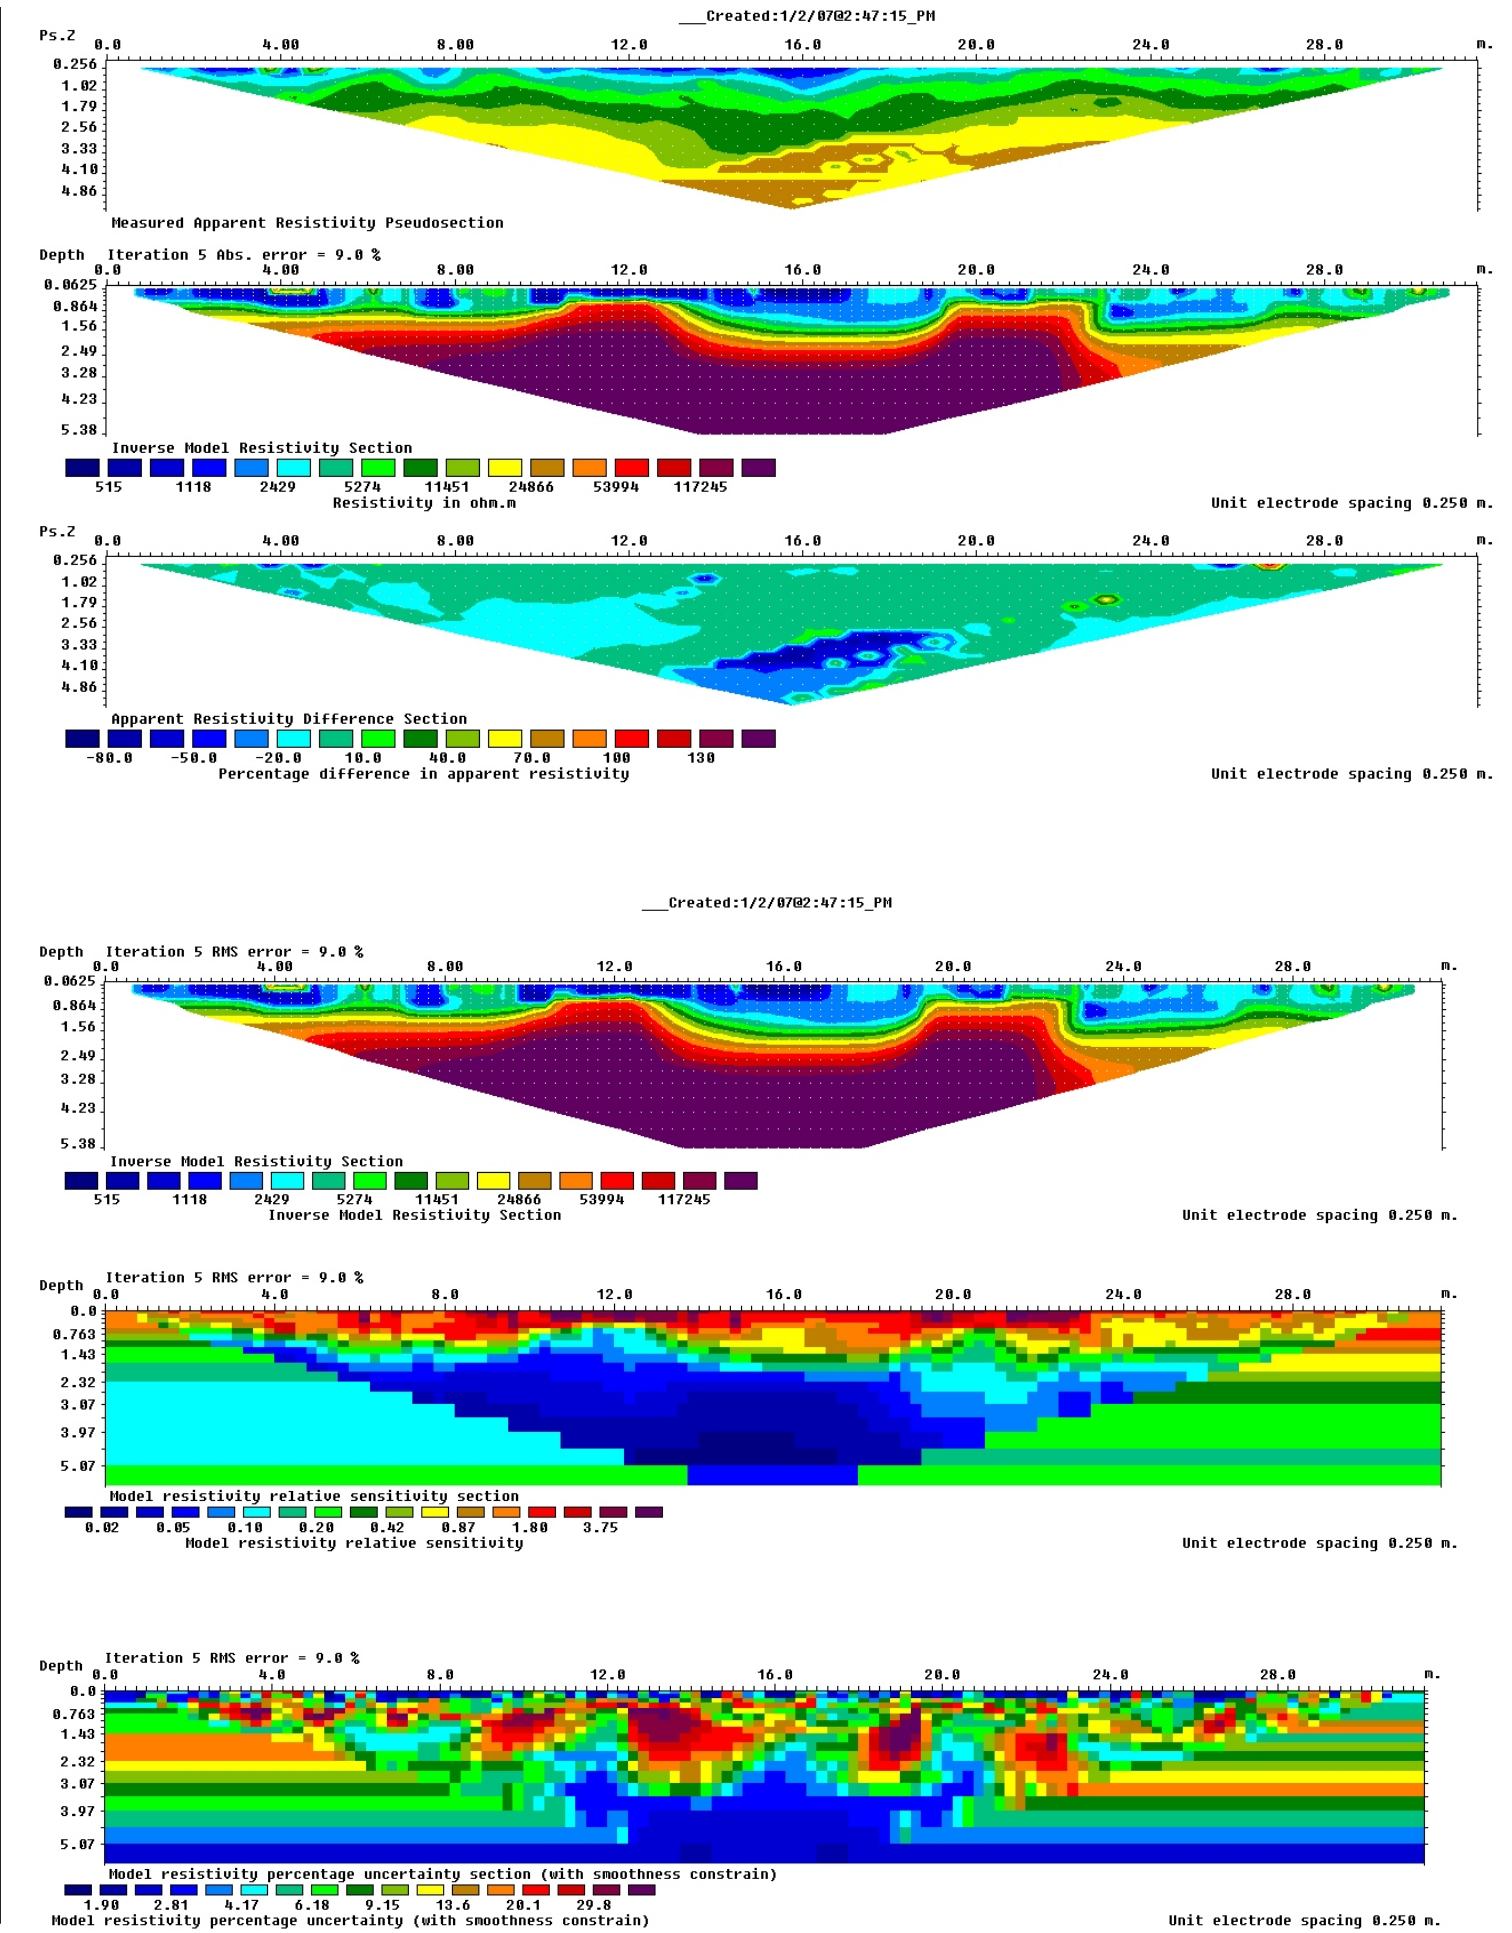 ___Created:1/2/07@2:47:15_PM
Ps.Z
0.0 4.00 8.00 12.0 16.0 20.0 24.0 28.0 m.
0.256
1.02
1.79
2.56
3.33
4.10
4.86
Measured Apparent Resistivity Pseudosection
Depth Iteration 5 Abs. error = 9.0 %
0.0 4.00 8.00 12.0 16.0 20.0 24.0 28.0 m.
0.0625
0.864
1.56
2.49
3.28
4.23
5.38
Inverse Model Resistivity Section
515 1118 2429 5274 11451 24866 53994 117245
Resistivity in ohm.m Unit electrode spacing 0.250 m.
Ps.Z
0.0 4.00 8.00 12.0 16.0 20.0 24.0 28.0 m.
0.256
1.02
1.79
2.56
3.33
4.10
4.86
Apparent Resistivity Difference Section
-80.0 -50.0 -20.0 10.0 40.0 70.0 100 130
Percentage difference in apparent resistivity Unit electrode spacing 0.250 m.
___Created:1/2/07@2:47:15_PM
Depth Iteration 5 RMS error = 9.0 %
0.0 4.00 8.00 12.0 16.0 20.0 24.0 28.0 m.
0.0625
0.864
1.56
2.49
3.28
4.23
5.38
Inverse Model Resistivity Section
515 1118 2429 5274 11451 24866 53994 117245
Inverse Model Resistivity Section Unit electrode spacing 0.250 m.
Depth Iteration 5 RMS error = 9.0 %
0.0 4.0 8.0 12.0 16.0 20.0 24.0 28.0 m.
0.0
0.763
1.43
2.32
3.07
3.97
5.07
Model resistivity relative sensitivity section
0.02 0.05 0.10 0.20 0.42 0.87 1.80 3.75
Model resistivity relative sensitivity Unit electrode spacing 0.250 m.
Depth Iteration 5 RMS error = 9.0 %
0.0 4.0 8.0 12.0 16.0 20.0 24.0 28.0 m.
0.0
0.763
1.43
2.32
3.07
3.97
5.07
Model resistivity percentage uncertainty section (with smoothness constrain)
1.90 2.81 4.17 6.18 9.15 13.6 20.1 29.8
Model resistivity percentage uncertainty (with smoothness constrain) Unit electrode spacing 0.250 m.